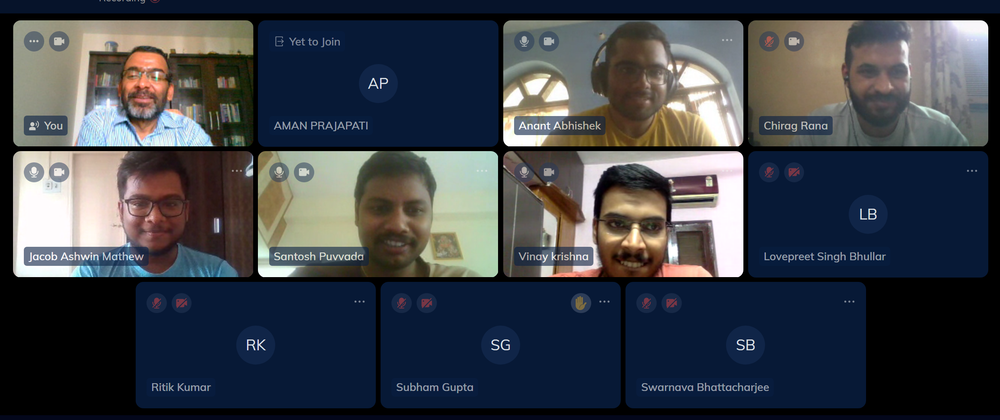 Recording
You
Yet to Join
AP
AMAN PRAJAPATI
Anant Abhishek
Chirag Rana
Jacob Ashwin Mathew
Santosh Puvvada
Vinay krishna
LB
Lovepreet Singh Bhullar
RK
Ritik Kumar
SG
Subham Gupta
SB
Swarnava Bhattacharjee